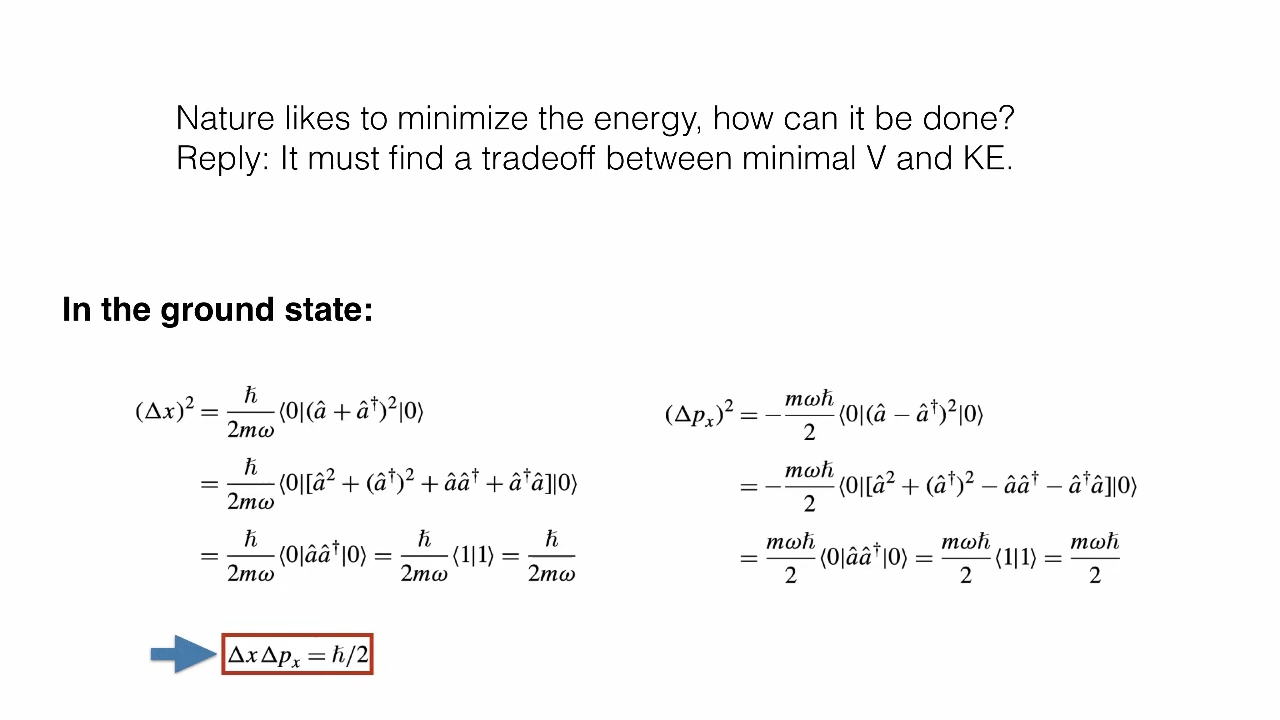 Nature likes to minimize the energy, how can it be done?
Reply: It must find a tradeoff between minimal V and KE.
In the ground state:
(Δx)² = ħ/2mω ⟨0|(â + â†)²|0⟩
= ħ/2mω ⟨0|[â² + (â†)² + ââ† + â†â]|0⟩
= ħ/2mω ⟨0|ââ†|0⟩ = ħ/2mω ⟨1|1⟩ = ħ/2mω
(Δpₓ)² = −mωħ/2 ⟨0|(â − â†)²|0⟩
= −mωħ/2 ⟨0|[â² + (â†)² − ââ† − â†â]|0⟩
= mωħ/2 ⟨0|ââ†|0⟩ = mωħ/2 ⟨1|1⟩ = mωħ/2
Δx Δpₓ = ħ/2